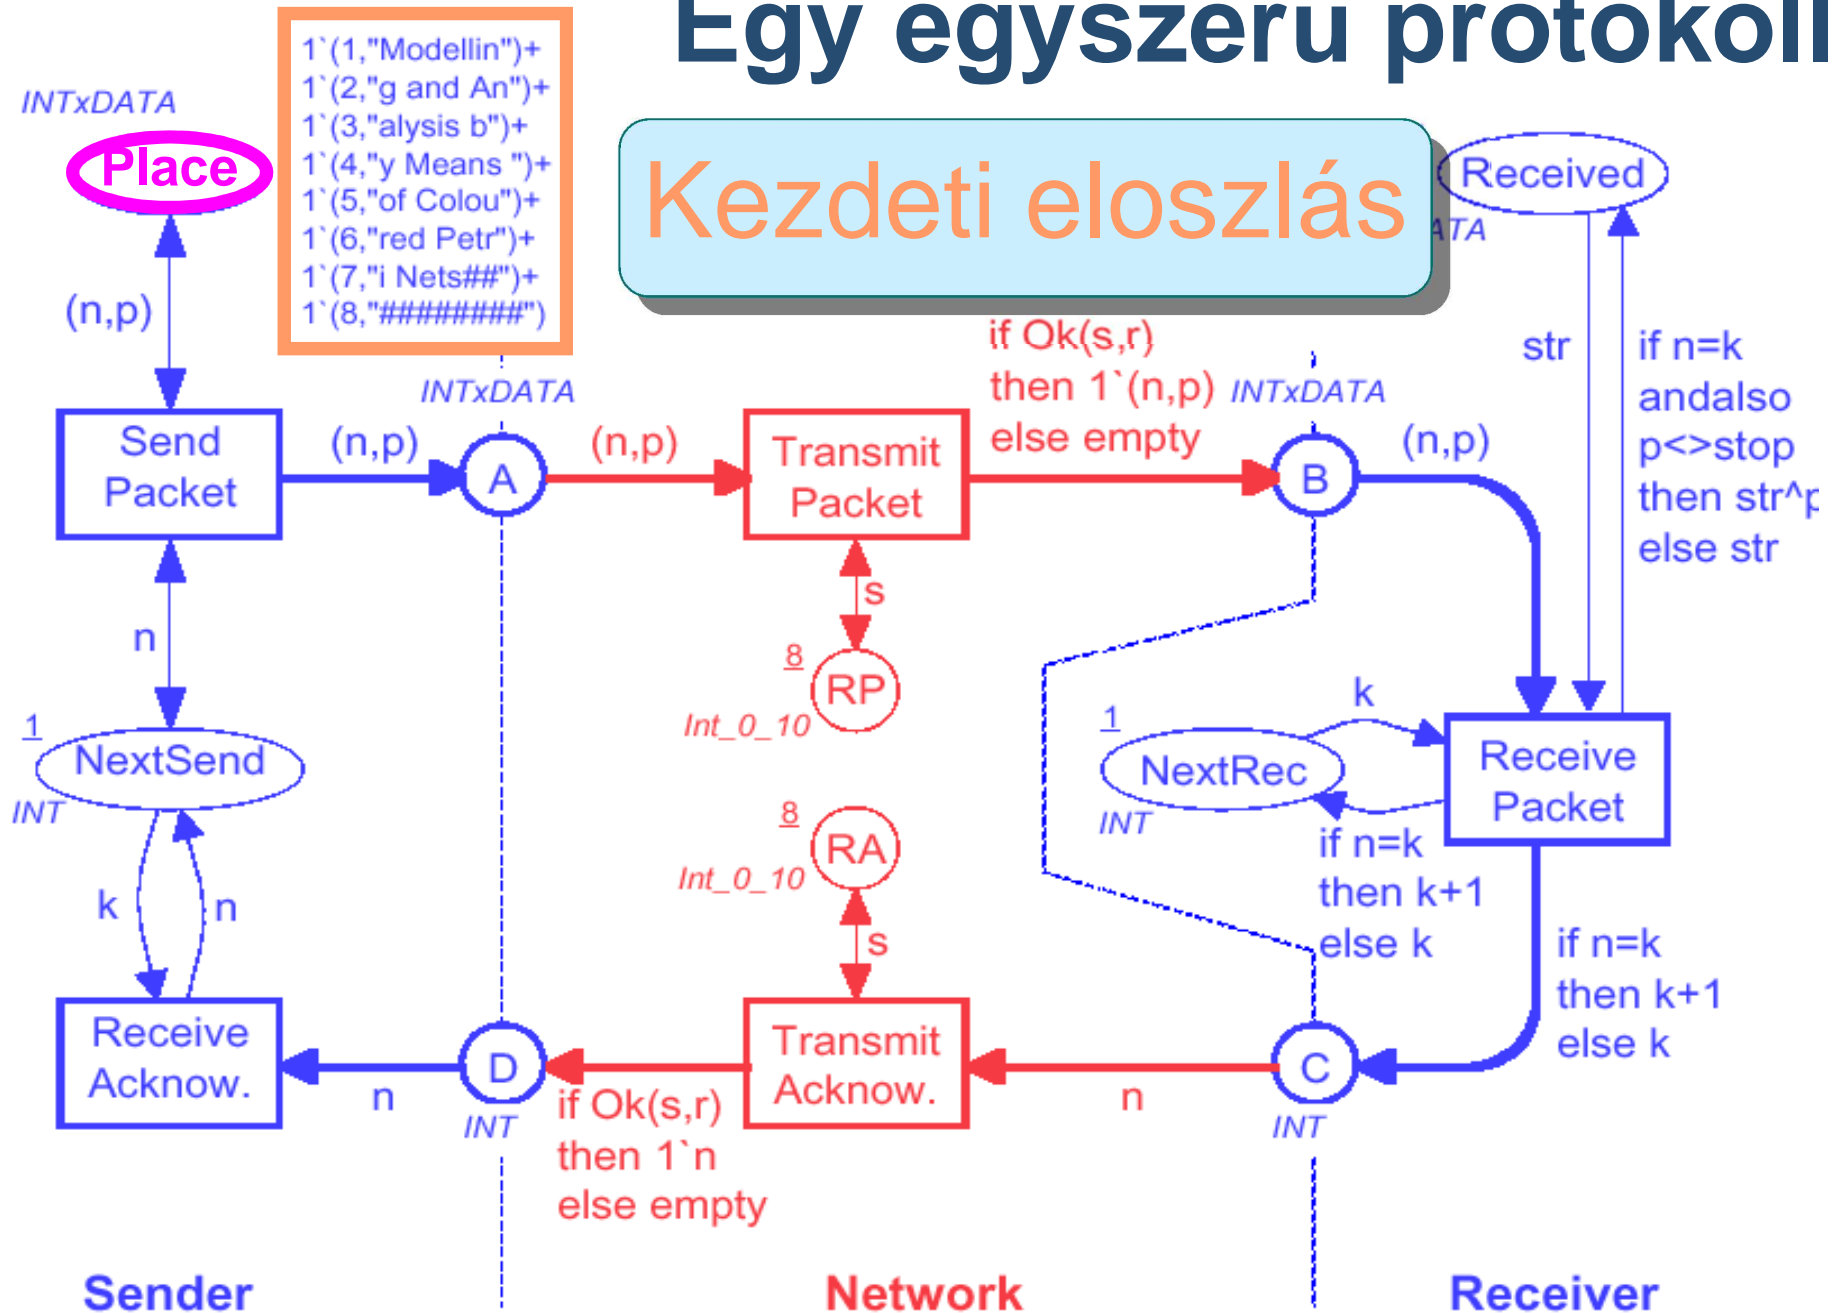 Egy egyszerű protokoll
1`(1,"Modellin")+
1`(2,"g and An")+
1`(3,"alysis b")+
1`(4,"y Means ")+
1`(5,"of Colou")+
1`(6,"red Petr")+
1`(7,"i Nets##")+
1`(8,"########")
INTxDATA
Place
Kezdeti eloszlás
Received
ATA
(n,p)
str
if n=k
andalso
p<>stop
then str^p
else str
if Ok(s,r)
then 1`(n,p)
else empty
INTxDATA
INTxDATA
Send
Packet
(n,p)
A
(n,p)
Transmit
Packet
B
(n,p)
n
s
8
RP
Int_0_10
1
NextSend
INT
k
1
NextRec
INT
Receive
Packet
8
RA
Int_0_10
if n=k
then k+1
else k
k
n
s
if n=k
then k+1
else k
Receive
Acknow.
n
D
INT
if Ok(s,r)
then 1`n
else empty
Transmit
Acknow.
n
C
INT
Sender
Network
Receiver